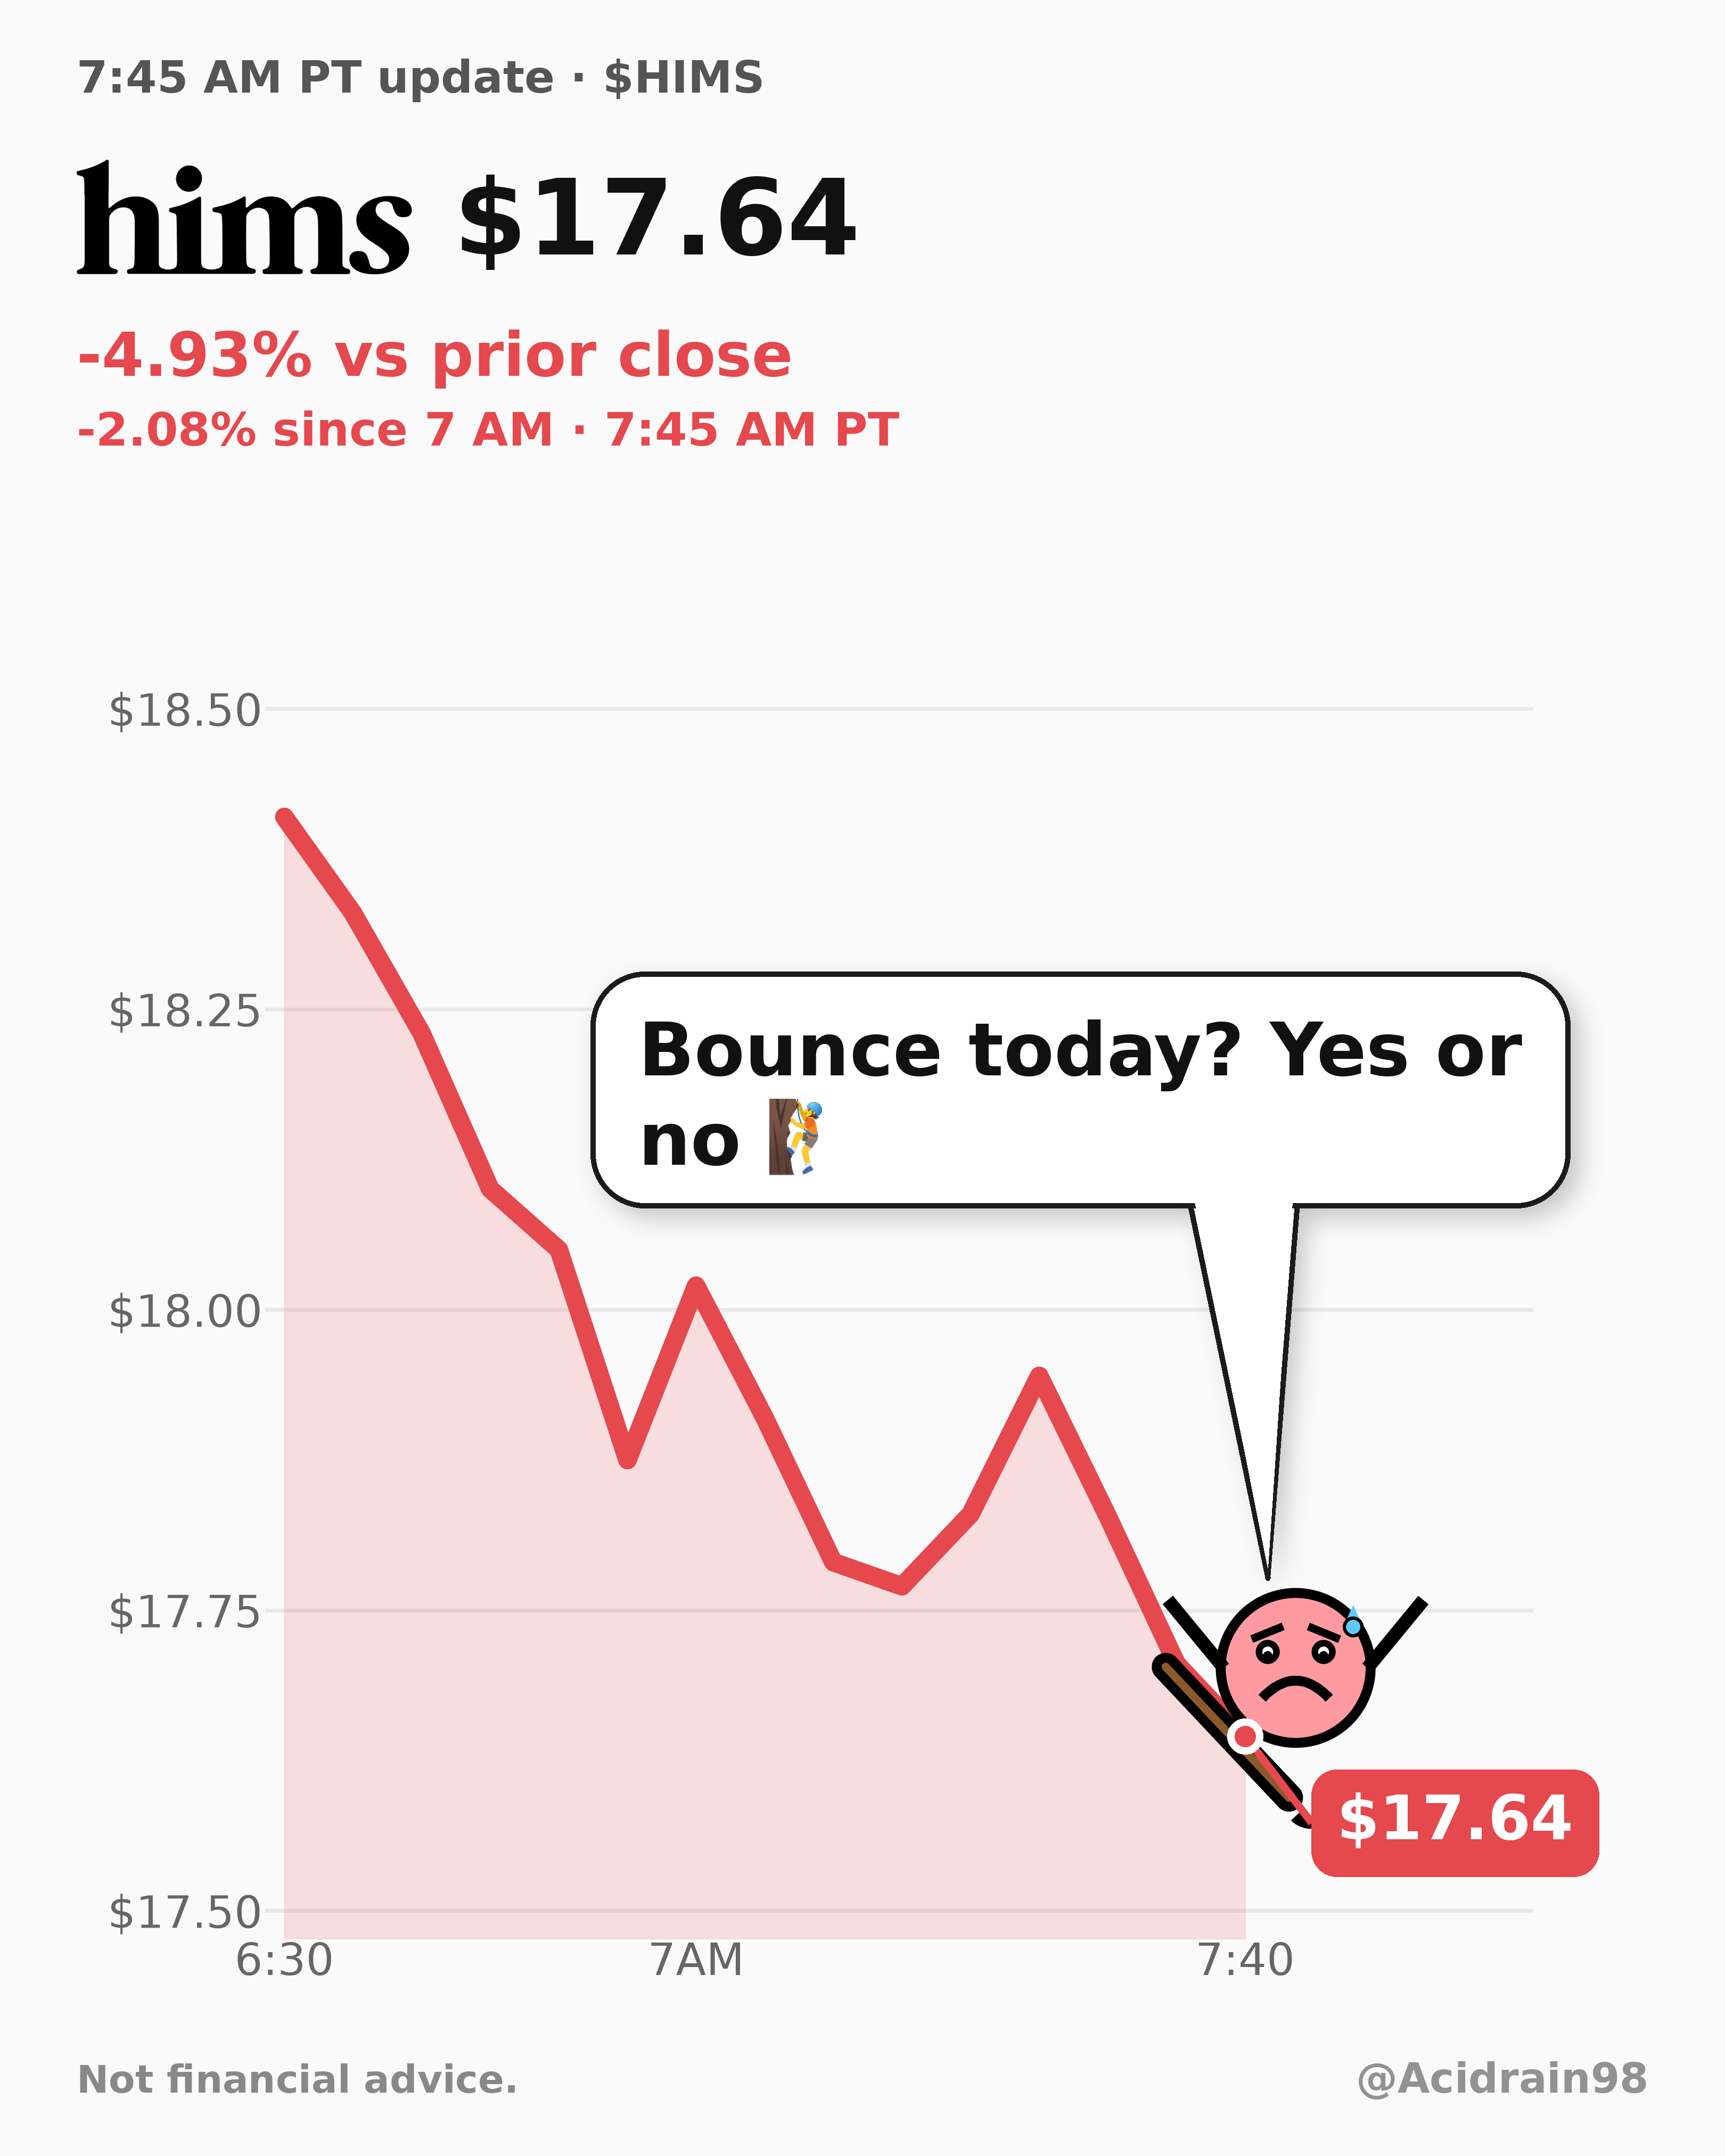 7:45 AM PT update · $HIMS
hims $17.64
-4.93% vs prior close
-2.08% since 7 AM · 7:45 AM PT
$18.50
$18.25
Bounce today? Yes or
no 🧗
$18.00
$17.75
$17.64
$17.50
6:30 7AM 7:40
Not financial advice. @Acidrain98